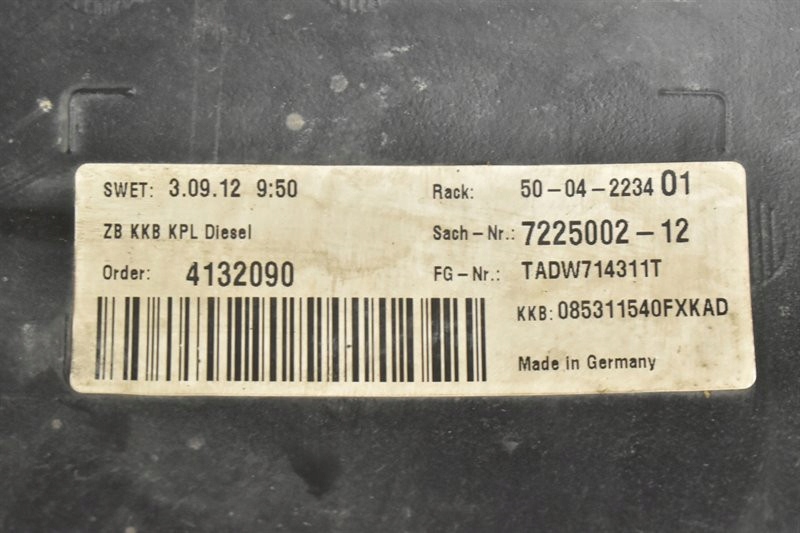 SWET: 3.09.12 9:50
Rack: 50-04-2234 01
ZB KKB KPL Diesel
Sach-Nr.: 7225002-12
Order: 4132090
FG-Nr.: TADW714311T
KKB: 085311540FXKAD
Made in Germany